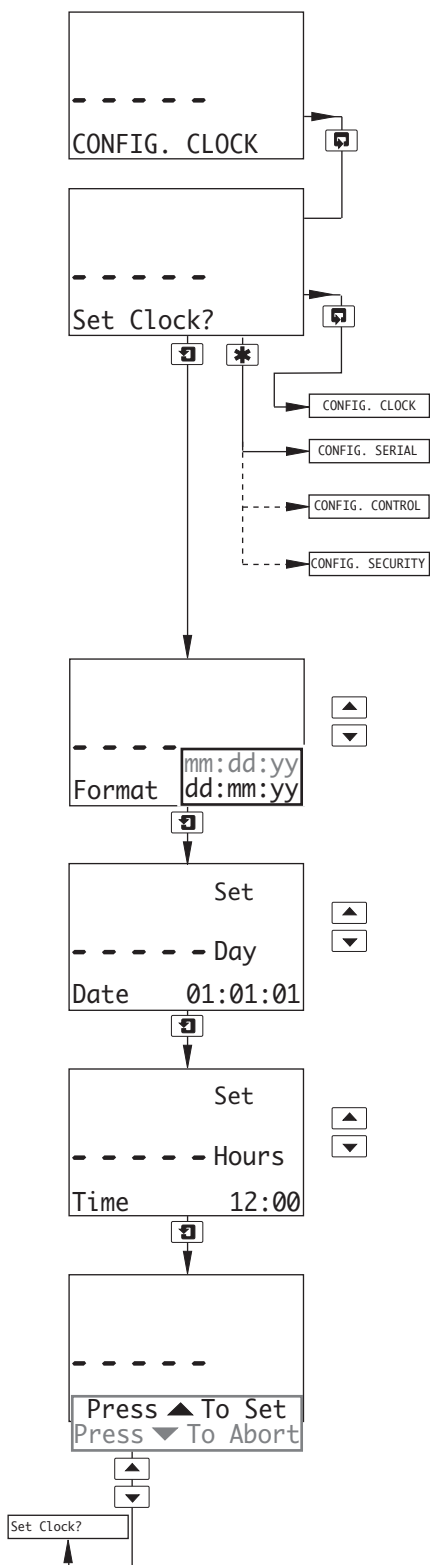 CONFIG. CLOCK
Set Clock?
CONFIG. CLOCK
CONFIG. SERIAL
CONFIG. CONTROL
CONFIG. SECURITY
mm:dd:yy
Format dd:mm:yy
Set
Day
Date 01:01:01
Set
Hours
Time 12:00
Press ▲ To Set
Press ▼ To Abort
Set Clock?